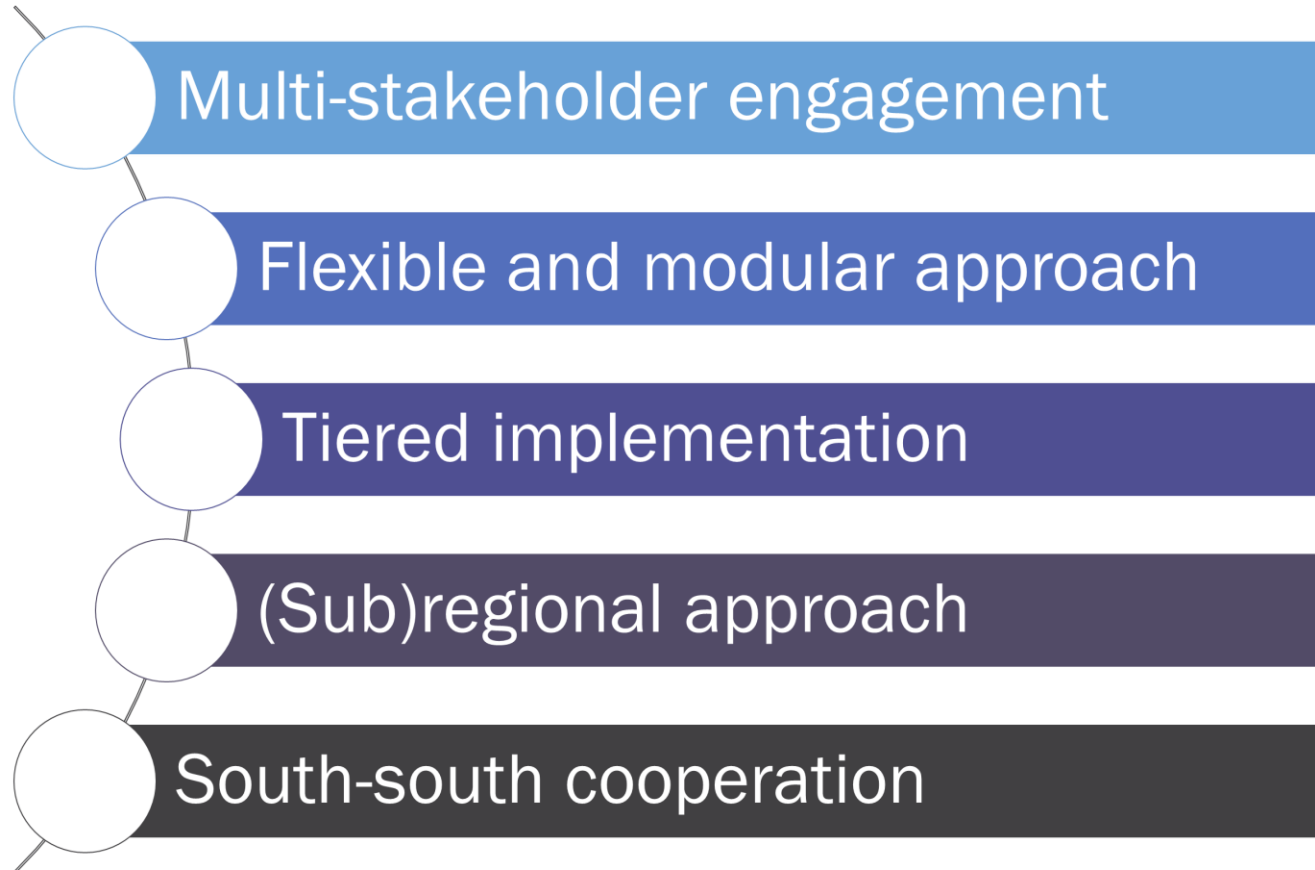 Multi-stakeholder engagement
Flexible and modular approach
Tiered implementation
(Sub)regional approach
South-south cooperation